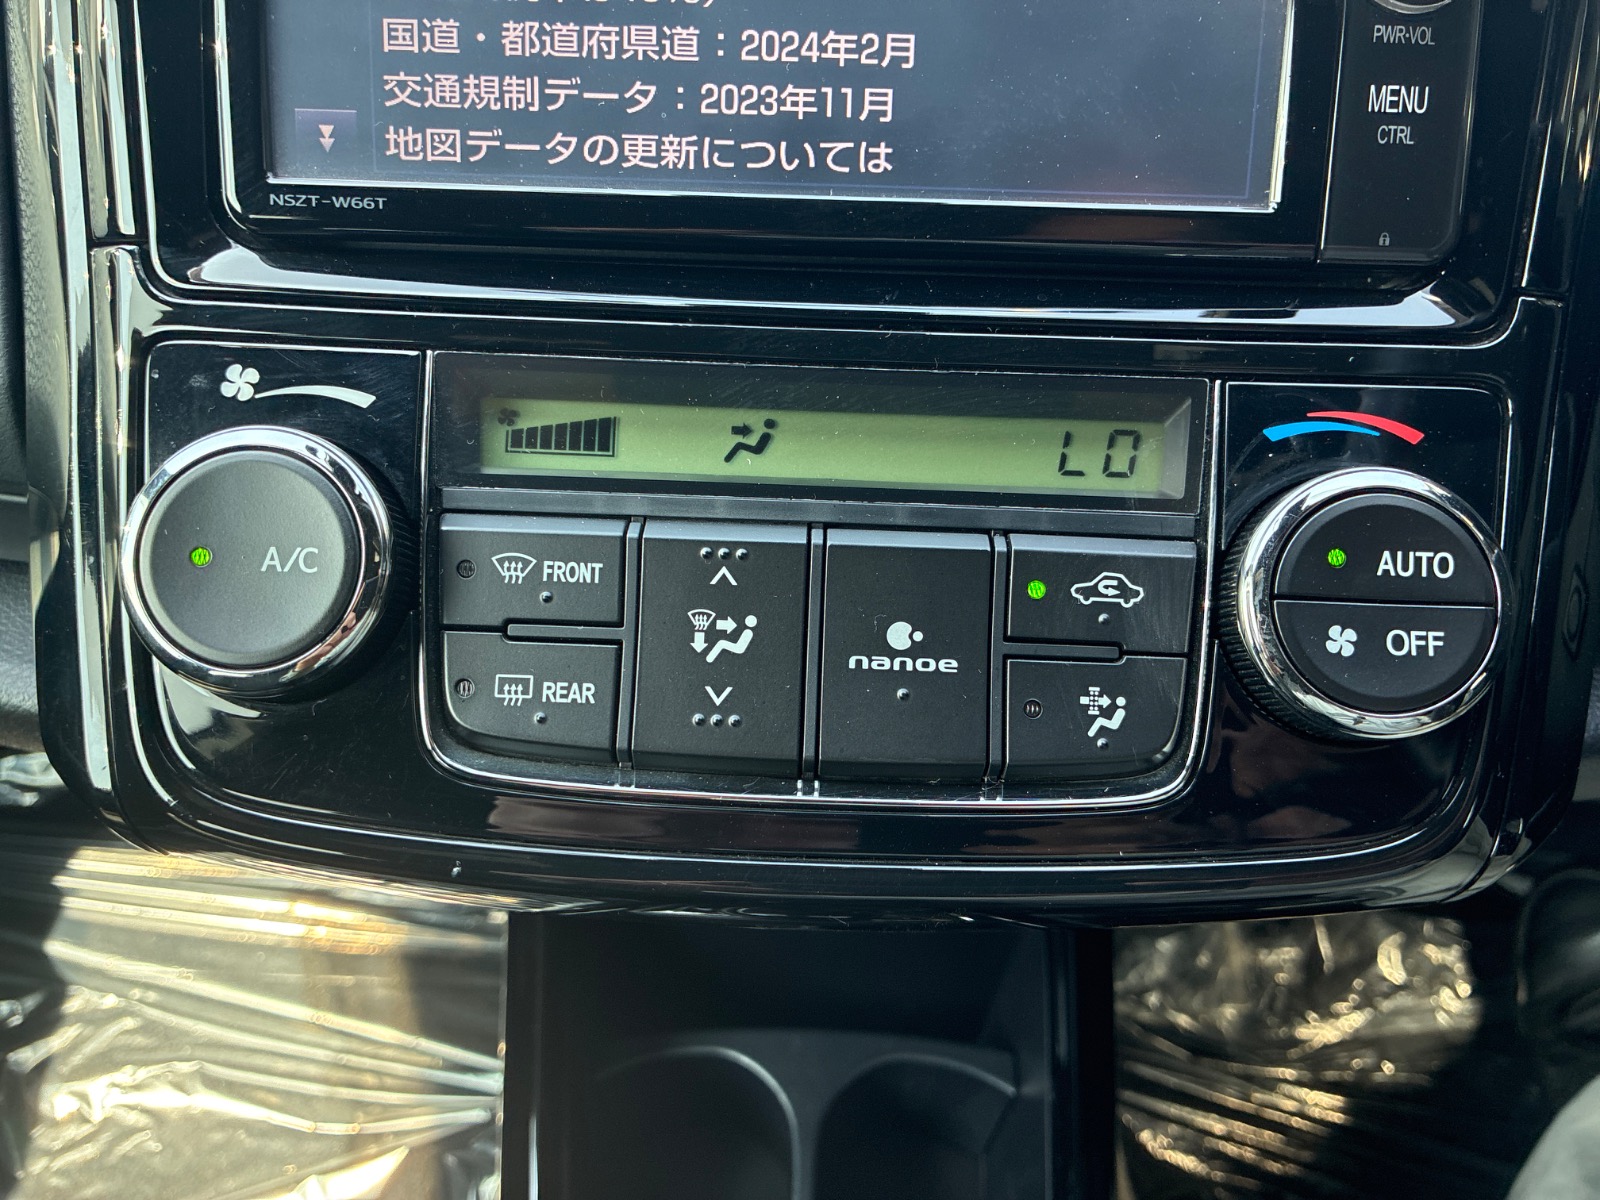 国道・都道府県道：2024年2月
交通規制データ：2023年11月
地図データの更新については
NSZT-W66T
PWR・VOL
MENU
CTRL
LO
A/C
FRONT
REAR
nanoe
AUTO
OFF